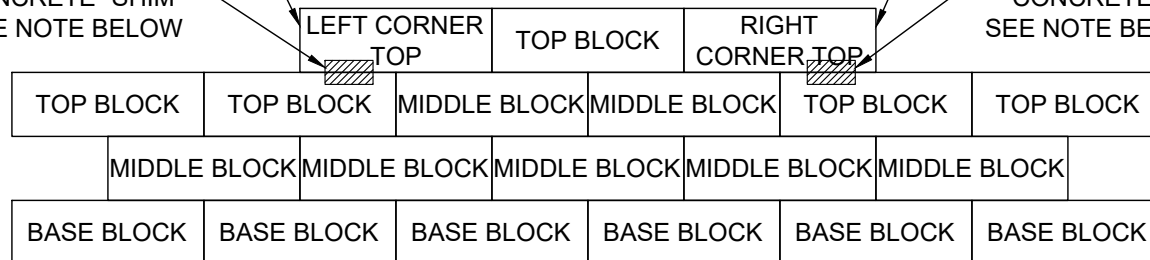 SHIM
E NOTE BELOW
CONCRETE
SEE NOTE BE
LEFT CORNER
TOP
TOP BLOCK
RIGHT
CORNER TOP
TOP BLOCK TOP BLOCK MIDDLE BLOCK MIDDLE BLOCK TOP BLOCK TOP BLOCK
MIDDLE BLOCK MIDDLE BLOCK MIDDLE BLOCK MIDDLE BLOCK MIDDLE BLOCK
BASE BLOCK BASE BLOCK BASE BLOCK BASE BLOCK BASE BLOCK BASE BLOCK